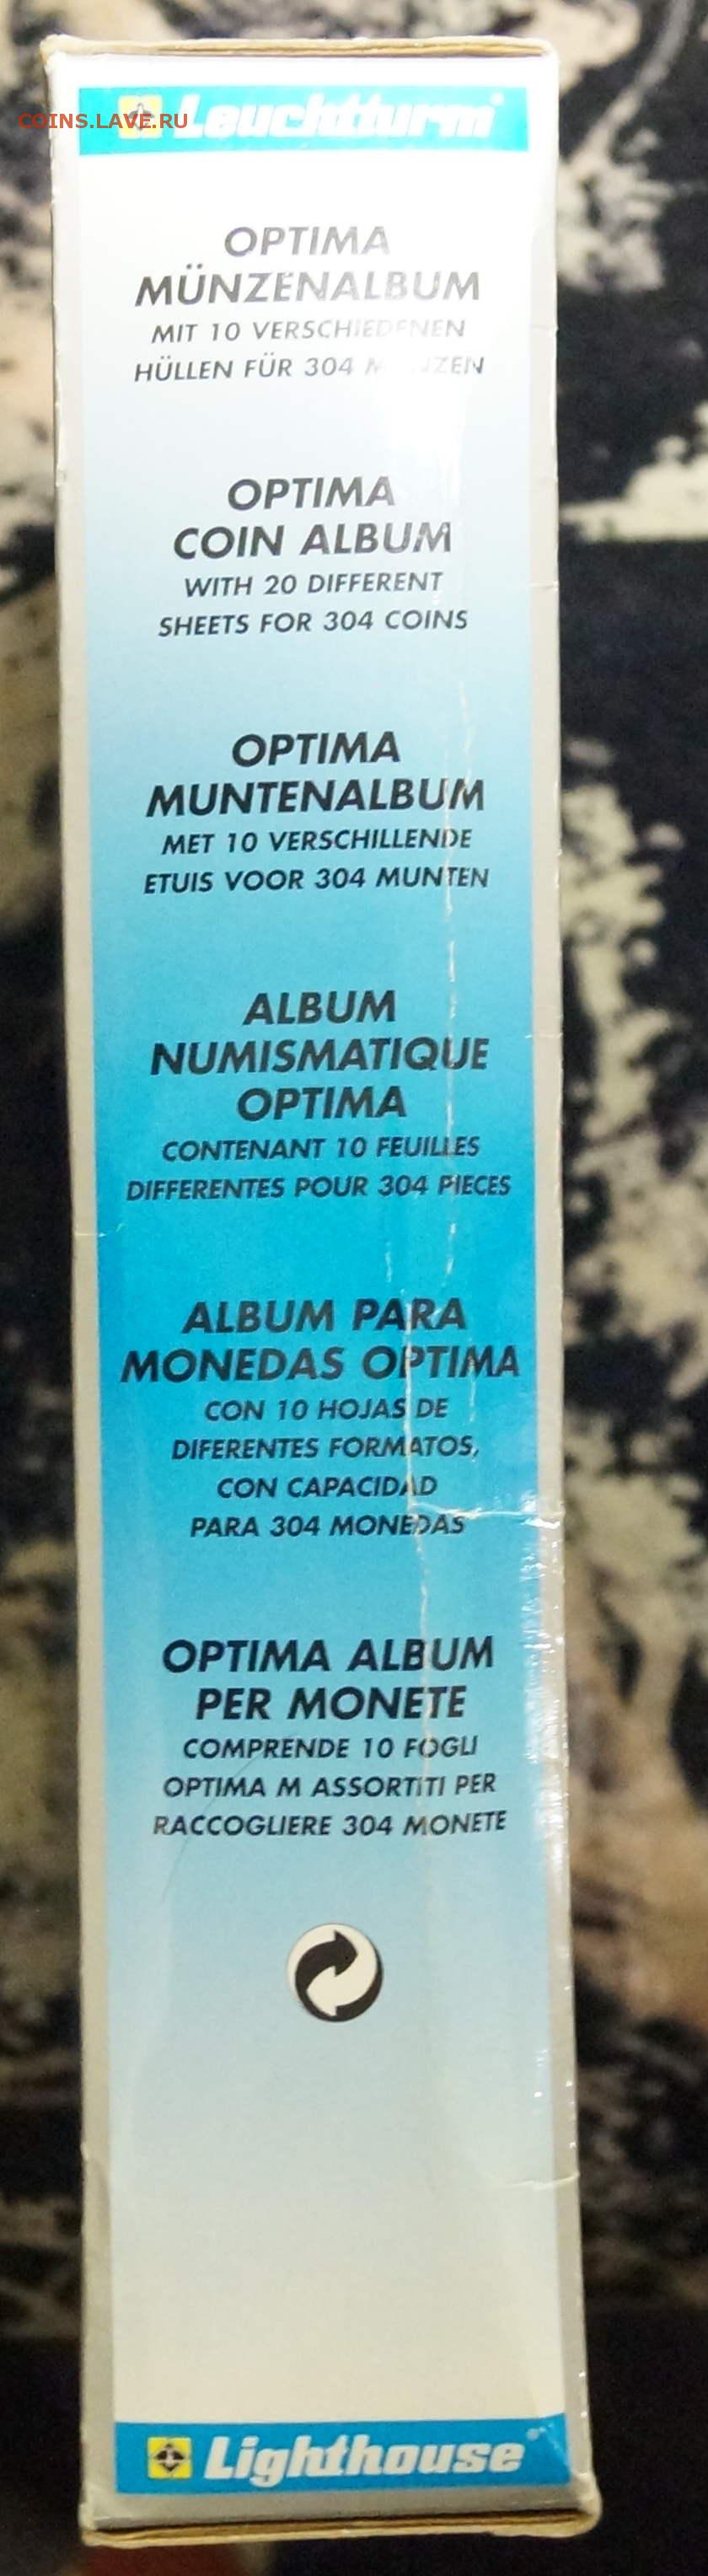 COINS.LAVE.RU
Leuchtturm
OPTIMA
MÜNZENALBUM
MIT 10 VERSCHIEDENEN
HÜLLEN FÜR 304
OPTIMA
COIN ALBUM
WITH 20 DIFFERENT
SHEETS FOR 304 COINS
OPTIMA
MUNTENALBUM
MET 10 VERSCHILLENDE
ETUIS VOOR 304 MUNTEN
ALBUM
NUMISMATIQUE
OPTIMA
CONTENANT 10 FEUILLES
DIFFERENTES POUR 304 PIECES
ALBUM PARA
MONEDAS OPTIMA
CON 10 HOJAS DE
DIFERENTES FORMATOS,
CON CAPACIDAD
PARA 304 MONEDAS
OPTIMA ALBUM
PER MONETE
COMPRENDE 10 FOGLI
OPTIMA M ASSORTITI PER
RACCOGLIERE 304 MONETE
Lighthouse